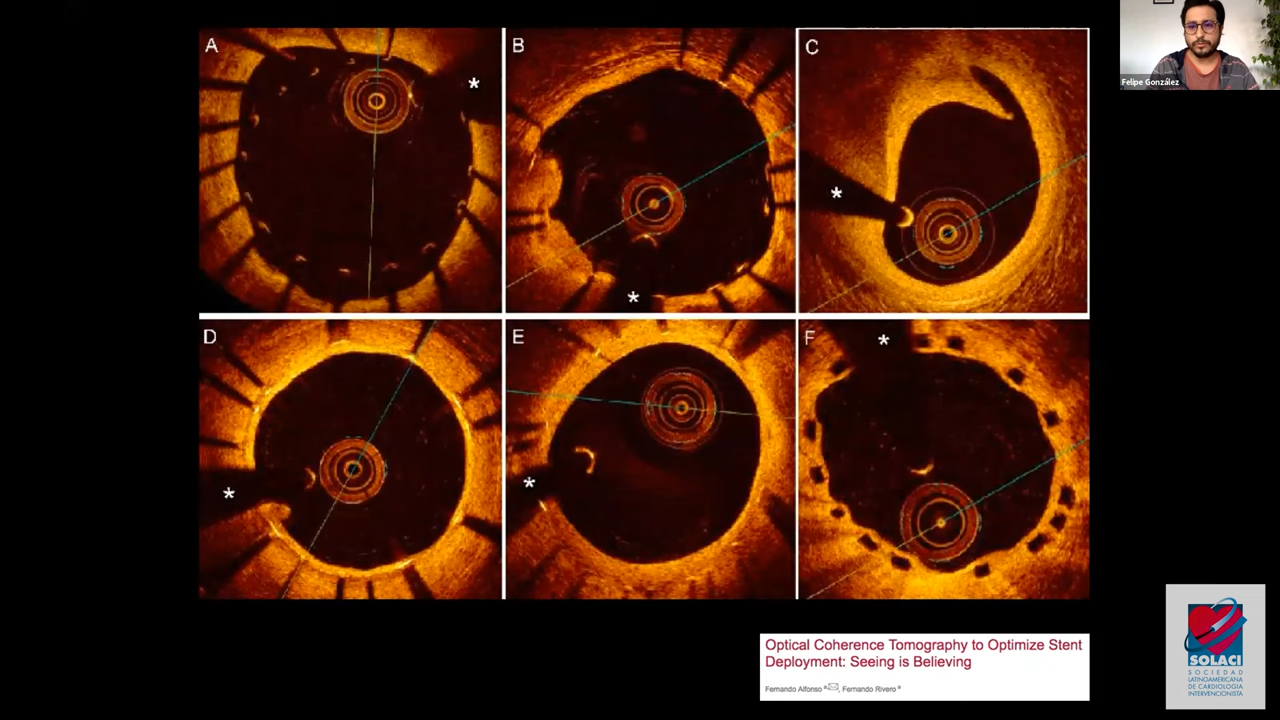 A
*
B
*
C
*
Felipe González
D
*
E
*
F
*
Optical Coherence Tomography to Optimize Stent
Deployment: Seeing is Believing
Fernando Alfonso a, Fernando Rivero a
SOLACI
SOCIEDAD
LATINOAMERICANA
DE CARDIOLOGÍA
INTERVENCIONISTA